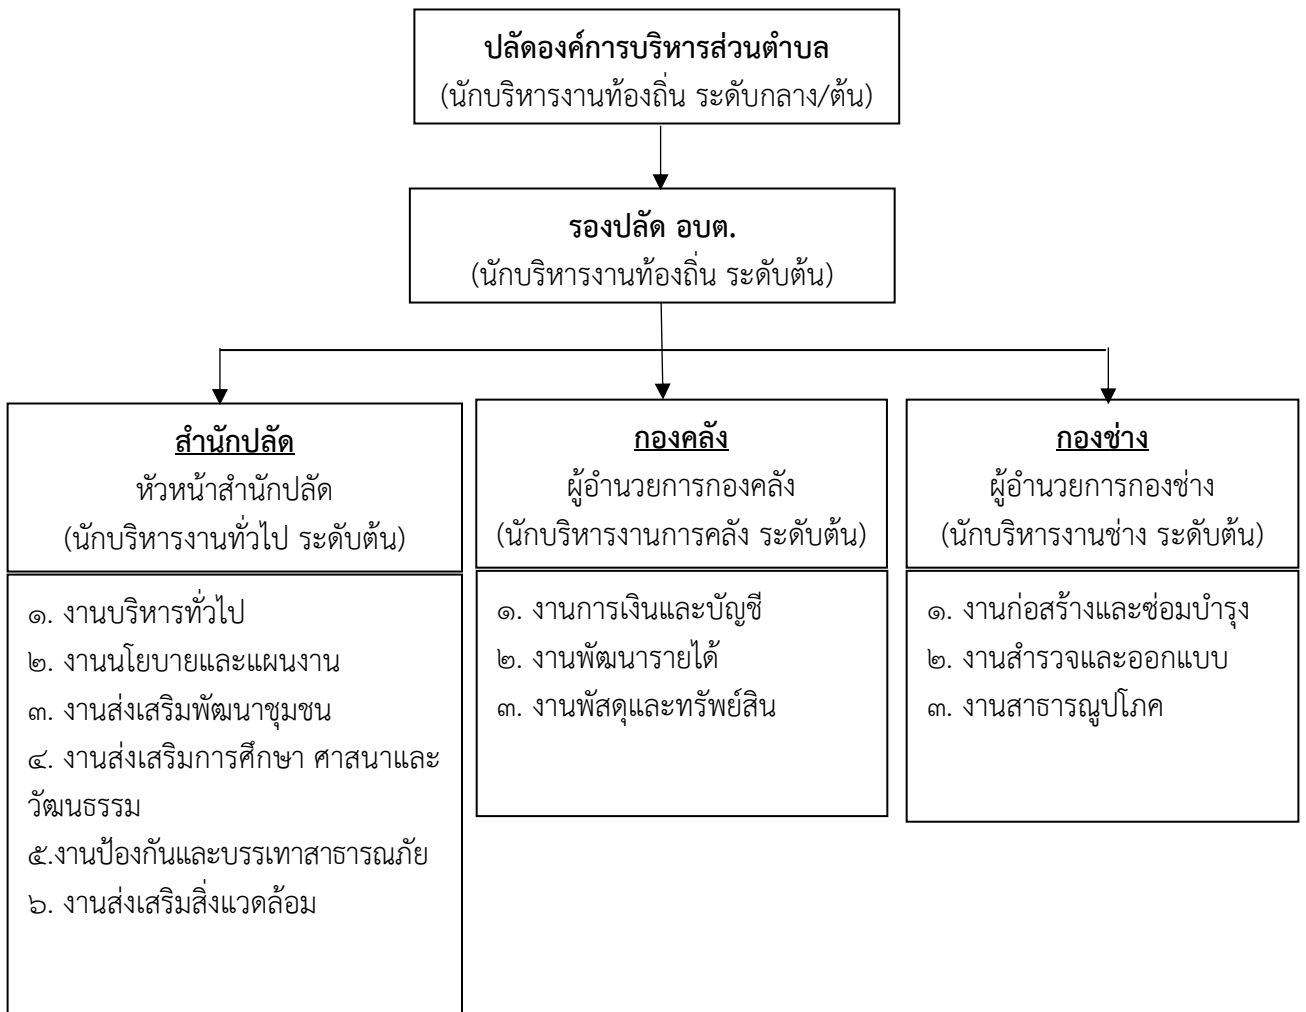 ปลัดองค์การบริหารส่วนตำบล
(นักบริหารงานท้องถิ่น ระดับกลาง/ต้น)
รองปลัด อบต.
(นักบริหารงานท้องถิ่น ระดับต้น)
สำนักปลัด
หัวหน้าสำนักปลัด
(นักบริหารงานทั่วไป ระดับต้น)
๑. งานบริหารทั่วไป
๒. งานนโยบายและแผนงาน
๓. งานส่งเสริมพัฒนาชุมชน
๔. งานส่งเสริมการศึกษา ศาสนาและ
วัฒนธรรม
๕.งานป้องกันและบรรเทาสาธารณภัย
๖. งานส่งเสริมสิ่งแวดล้อม
กองคลัง
ผู้อำนวยการกองคลัง
(นักบริหารงานการคลัง ระดับต้น)
๑. งานการเงินและบัญชี
๒. งานพัฒนารายได้
๓. งานพัสดุและทรัพย์สิน
กองช่าง
ผู้อำนวยการกองช่าง
(นักบริหารงานช่าง ระดับต้น)
๑. งานก่อสร้างและซ่อมบำรุง
๒. งานสำรวจและออกแบบ
๓. งานสาธารณูปโภค